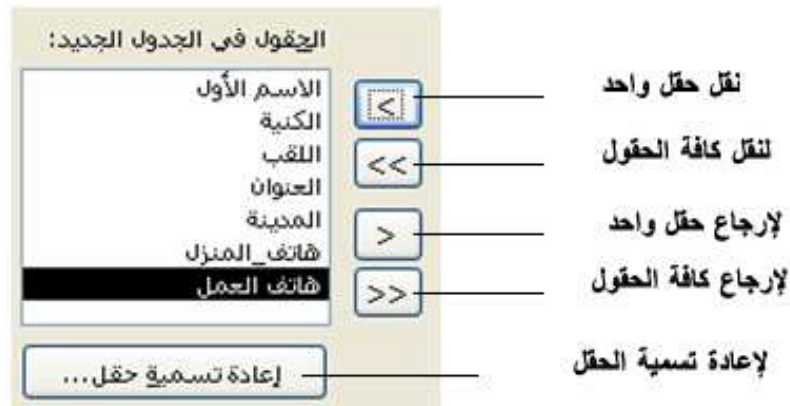 الحقول في الجدول الجديد:
الاسم الأول
الكنية
اللقب
العنوان
المدينة
هاتف_المنزل
هاتف العمل
<
<<
>
>>
إعادة تسمية حقل...
نقل حقل واحد
لنقل كافة الحقول
لإرجاع حقل واحد
لإرجاع كافة الحقول
لإعادة تسمية الحقل